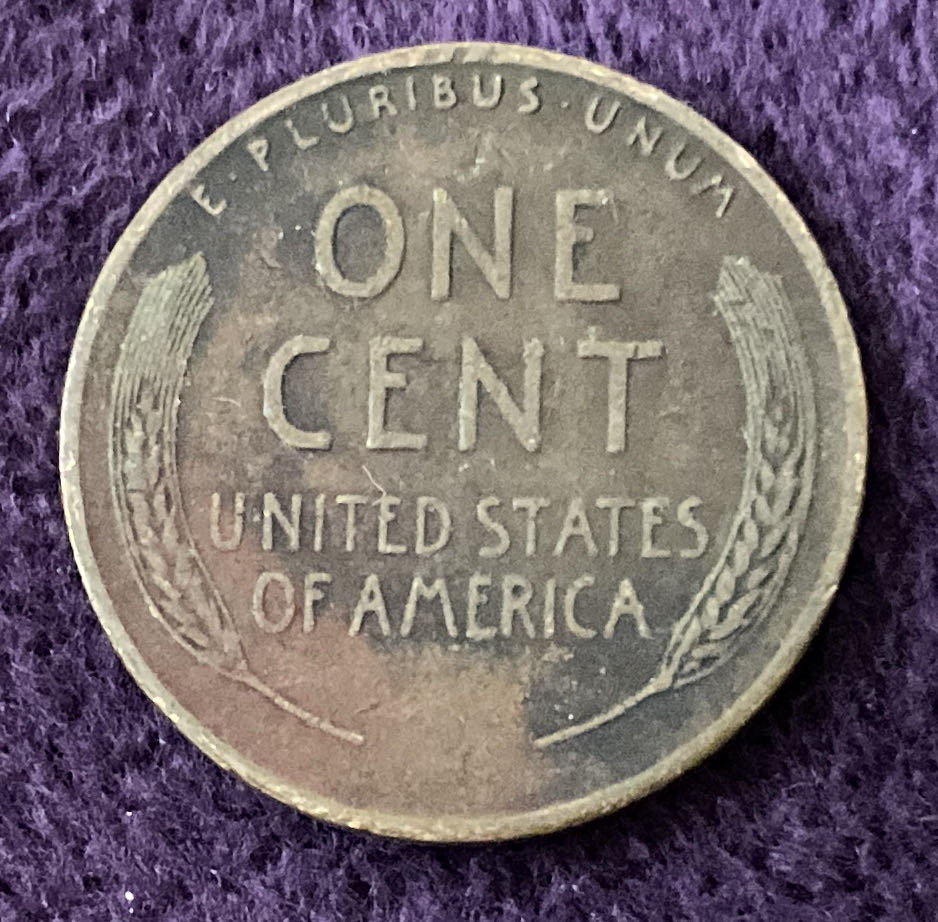 E · PLURIBUS · UNUM
ONE
CENT
UNITED STATES
OF AMERICA